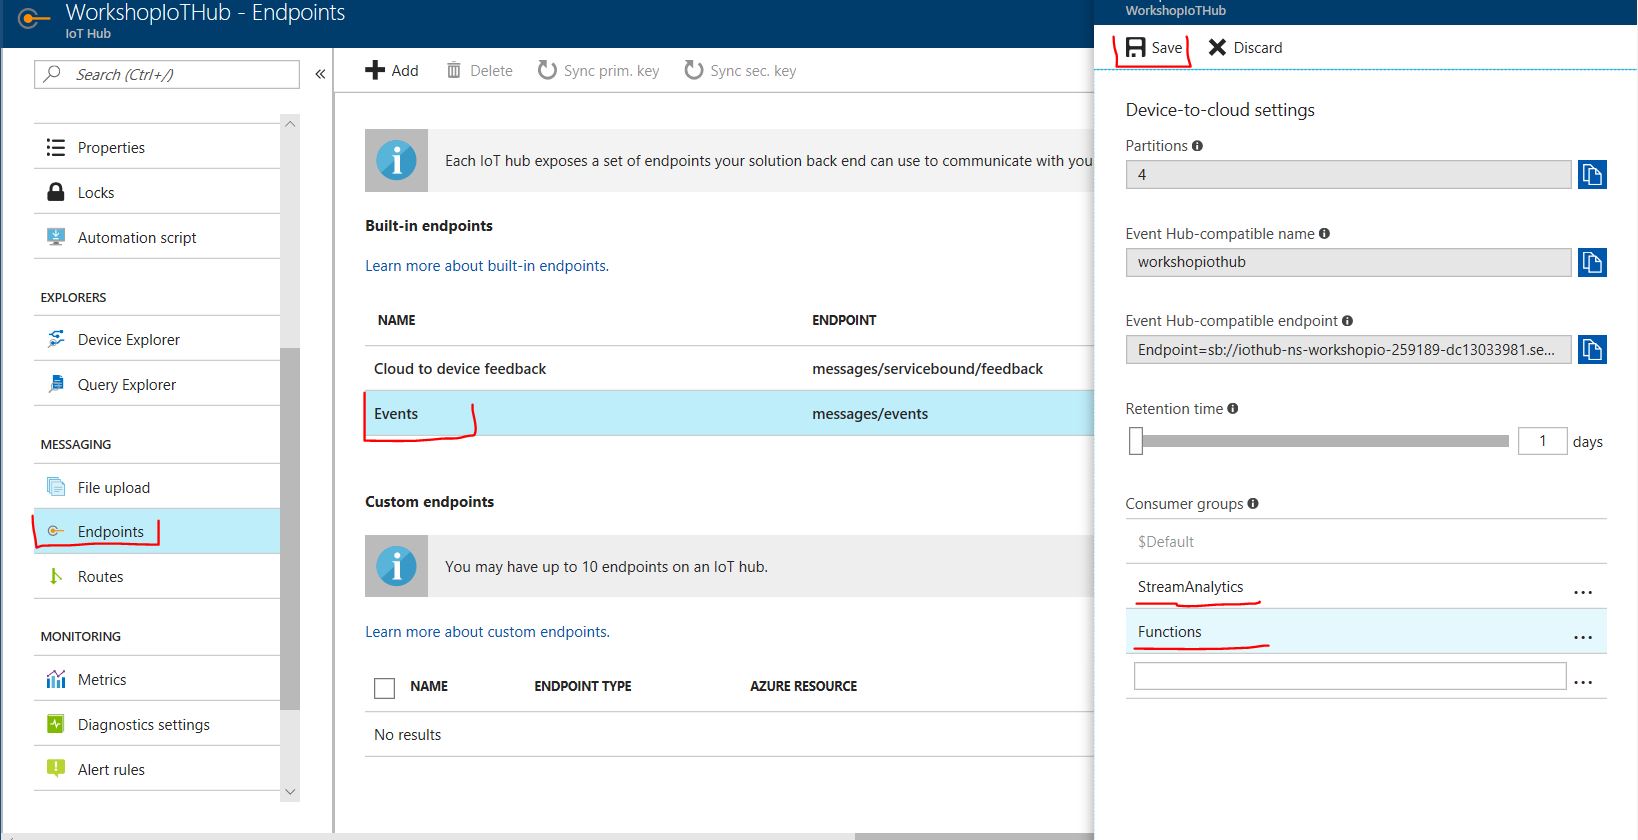 WorkshopIoTHub - Endpoints
IoT Hub
Search (Ctrl+/)
Properties
Locks
Automation script
EXPLORERS
Device Explorer
Query Explorer
MESSAGING
File upload
Endpoints
Routes
MONITORING
Metrics
Diagnostics settings
Alert rules
Add Delete Sync prim. key Sync sec. key
Each IoT hub exposes a set of endpoints your solution back end can use to communicate with you
Built-in endpoints
Learn more about built-in endpoints.
NAME ENDPOINT
Cloud to device feedback messages/servicebound/feedback
Events messages/events
Custom endpoints
You may have up to 10 endpoints on an IoT hub.
Learn more about custom endpoints.
NAME ENDPOINT TYPE AZURE RESOURCE
No results
WorkshopIoTHub
Save Discard
Device-to-cloud settings
Partitions
4
Event Hub-compatible name
workshopiothub
Event Hub-compatible endpoint
Endpoint=sb://iothub-ns-workshopio-259189-dc13033981.se...
Retention time
1 days
Consumer groups
$Default
StreamAnalytics ...
Functions ...
...